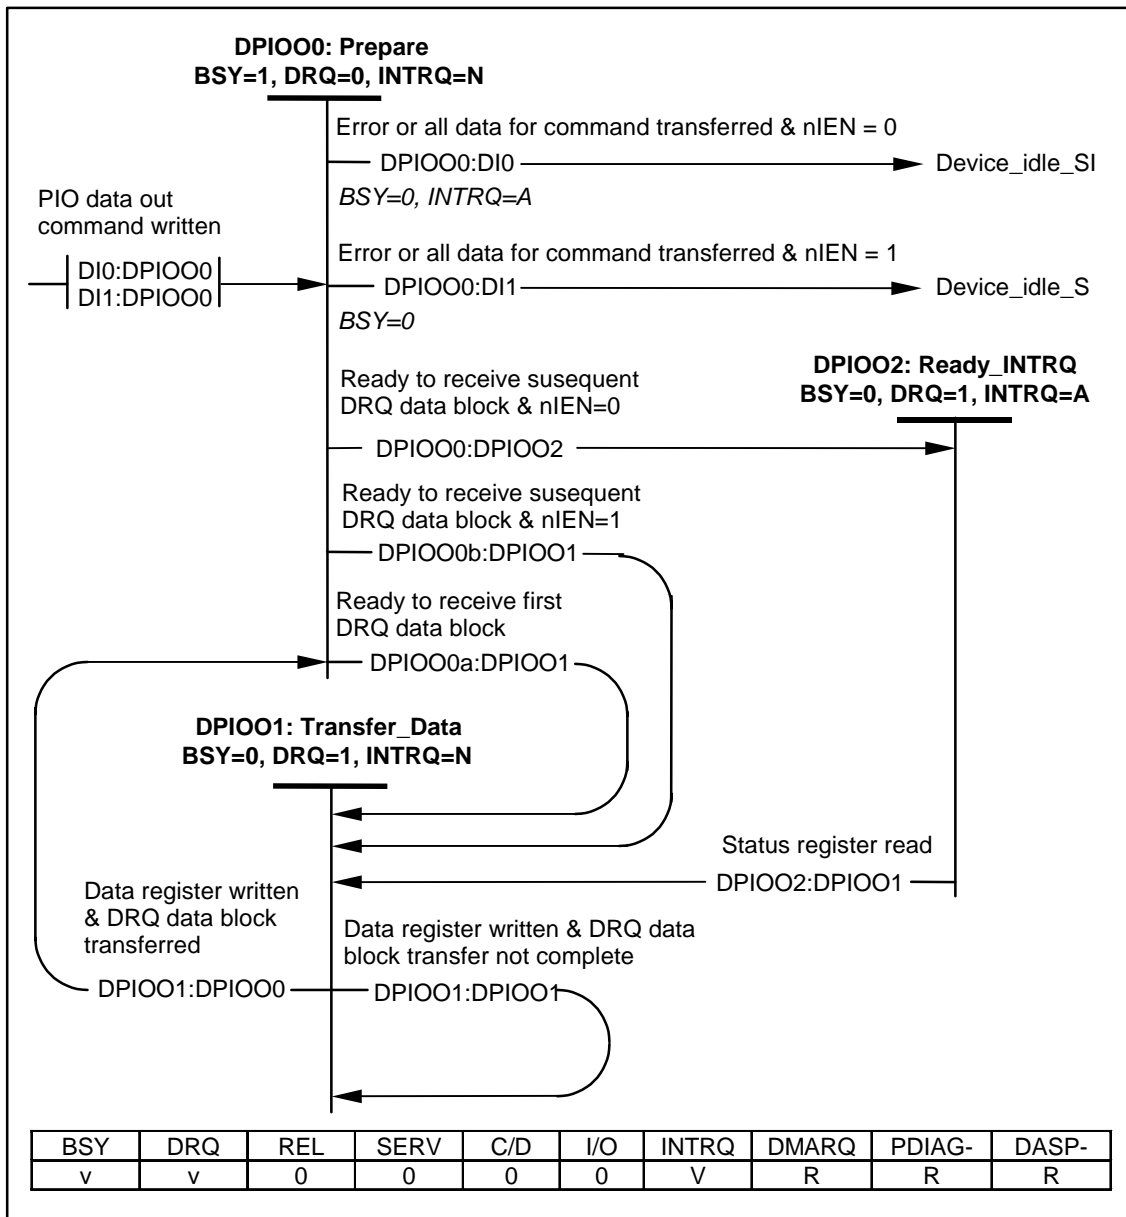 DPIOO0: Prepare
BSY=1, DRQ=0, INTRQ=N
Error or all data for command transferred & nIEN = 0
DPIOO0:DI0
Device_idle_SI
BSY=0, INTRQ=A
PIO data out
command written
DI0:DPIOO0
DI1:DPIOO0
Error or all data for command transferred & nIEN = 1
DPIOO0:DI1
Device_idle_S
BSY=0
DPIOO2: Ready_INTRQ
BSY=0, DRQ=1, INTRQ=A
Ready to receive susequent
DRQ data block & nIEN=0
DPIOO0:DPIOO2
Ready to receive susequent
DRQ data block & nIEN=1
DPIOO0b:DPIOO1
Ready to receive first
DRQ data block
DPIOO0a:DPIOO1
DPIOO1: Transfer_Data
BSY=0, DRQ=1, INTRQ=N
Status register read
DPIOO2:DPIOO1
Data register written
& DRQ data block
transferred
Data register written & DRQ data
block transfer not complete
DPIOO1:DPIOO0
DPIOO1:DPIOO1
BSY DRQ REL SERV C/D I/O INTRQ DMARQ PDIAG- DASP-
v v 0 0 0 0 V R R R